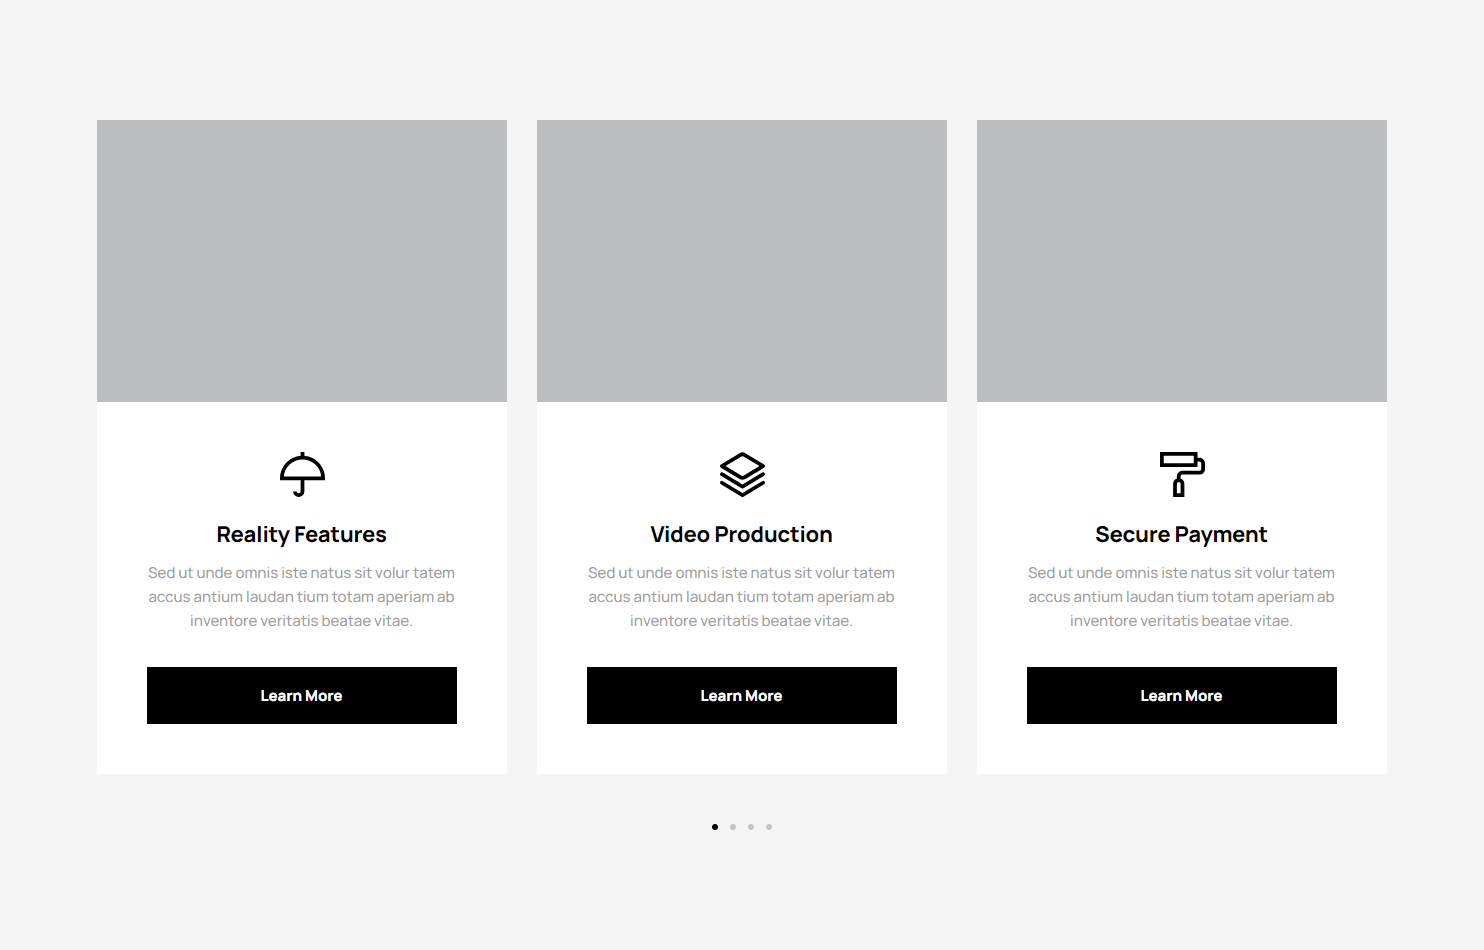 Reality Features
Sed ut unde omnis iste natus sit volur tatem
accus antium laudan tium totam aperiam ab
inventore veritatis beatae vitae.
Learn More
Video Production
Sed ut unde omnis iste natus sit volur tatem
accus antium laudan tium totam aperiam ab
inventore veritatis beatae vitae.
Learn More
Secure Payment
Sed ut unde omnis iste natus sit volur tatem
accus antium laudan tium totam aperiam ab
inventore veritatis beatae vitae.
Learn More